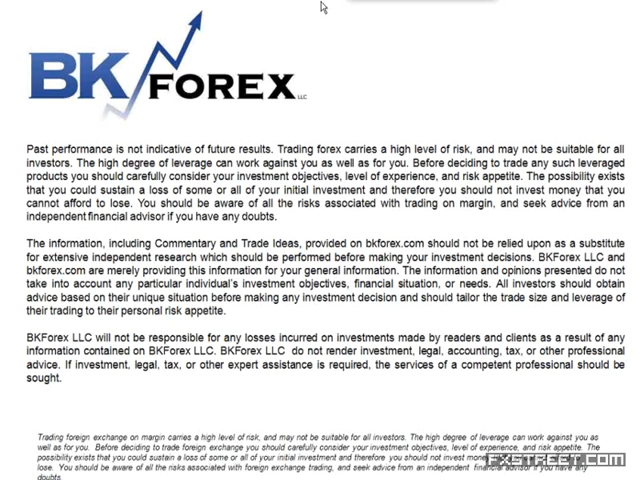 BK FOREX LLC
Past performance is not indicative of future results. Trading forex carries a high level of risk, and may not be suitable for all
investors. The high degree of leverage can work against you as well as for you. Before deciding to trade any such leveraged
products you should carefully consider your investment objectives, level of experience, and risk appetite. The possibility exists
that you could sustain a loss of some or all of your initial investment and therefore you should not invest money that you
cannot afford to lose. You should be aware of all the risks associated with trading on margin, and seek advice from an
independent financial advisor if you have any doubts.
The information, including Commentary and Trade Ideas, provided on bkforex.com should not be relied upon as a substitute
for extensive independent research which should be performed before making your investment decisions. BKForex LLC and
bkforex.com are merely providing this information for your general information. The information and opinions presented do not
take into account any particular individual's investment objectives, financial situation, or needs. All investors should obtain
advice based on their unique situation before making any investment decision and should tailor the trade size and leverage of
their trading to their personal risk appetite.
BKForex LLC will not be responsible for any losses incurred on investments made by readers and clients as a result of any
information contained on BKForex LLC. BKForex LLC do not render investment, legal, accounting, tax, or other professional
advice. If investment, legal, tax, or other expert assistance is required, the services of a competent professional should be
sought.
Trading foreign exchange on margin carries a high level of risk, and may not be suitable for all investors. The high degree of leverage can work against you as
well as for you. Before deciding to trade foreign exchange you should carefully consider your investment objectives, level of experience, and risk appetite. The
possibility exists that you could sustain a loss of some or all of your initial investment and therefore you should not invest money that you cannot afford to
lose. You should be aware of all the risks associated with foreign exchange trading, and seek advice from an independent financial advisor if you have any
doubts.
FXSTREET.COM